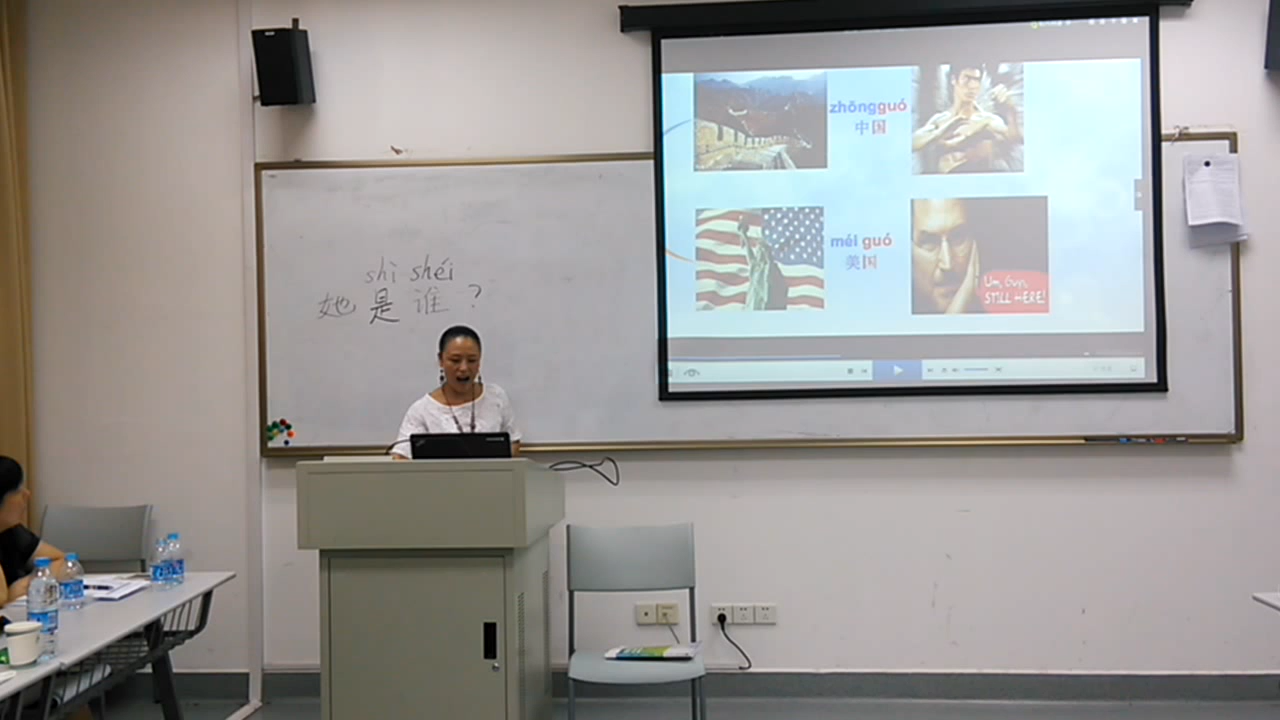 shì shéi
她 是 谁 ?
zhōngguó
中国
méi guó
美国
Um, Guys,
STILL HERE!